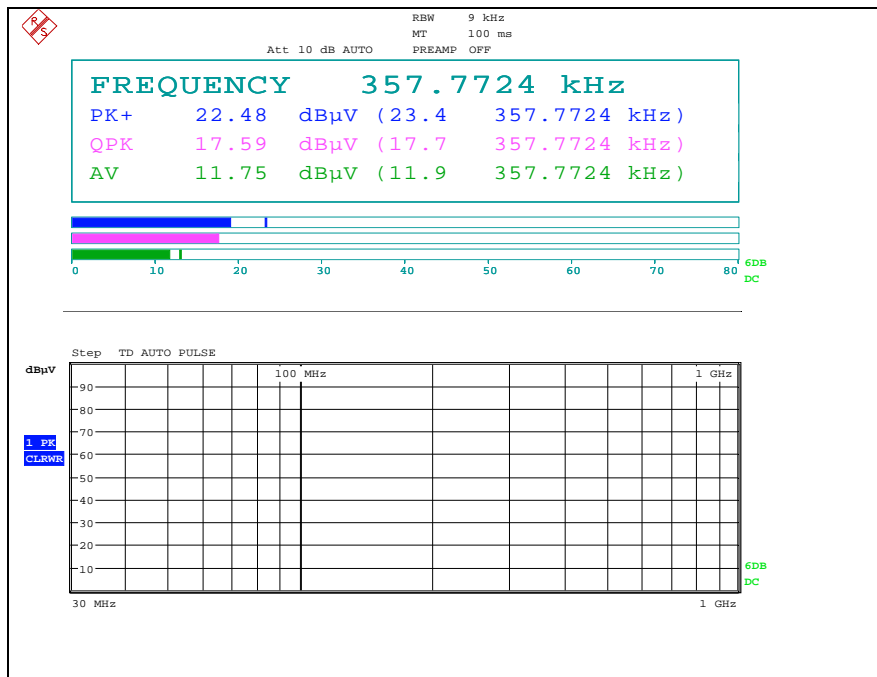 R
S
RBW 9 kHz
MT 100 ms
Att 10 dB AUTO PREAMP OFF
FREQUENCY 357.7724 kHz
PK+ 22.48 dBµV (23.4 357.7724 kHz)
QPK 17.59 dBµV (17.7 357.7724 kHz)
AV 11.75 dBµV (11.9 357.7724 kHz)
0 10 20 30 40 50 60 70 80
6DB
DC
Step TD AUTO PULSE
dBµV
100 MHz 1 GHz
90
80
70
1 PK
CLRWR
60
50
40
30
20
10
6DB
DC
30 MHz 1 GHz